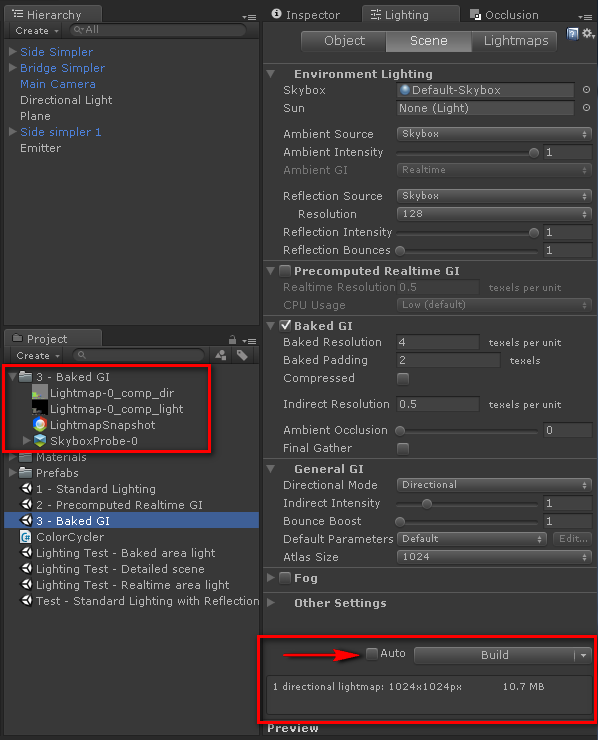 Hierarchy
Create
All
Side Simpler
Bridge Simpler
Main Camera
Directional Light
Plane
Side simpler 1
Emitter
Project
Create
3 - Baked GI
Lightmap-0_comp_dir
Lightmap-0_comp_light
LightmapSnapshot
SkyboxProbe-0
Materials
Prefabs
1 - Standard Lighting
2 - Precomputed Realtime GI
3 - Baked GI
ColorCycler
Lighting Test - Baked area light
Lighting Test - Detailed scene
Lighting Test - Realtime area light
Test - Standard Lighting with Reflection
Inspector Lighting Occlusion
Object Scene Lightmaps
Environment Lighting
Skybox Default-Skybox
Sun None (Light)
Ambient Source Skybox
Ambient Intensity 1
Ambient GI Realtime
Reflection Source Skybox
Resolution 128
Reflection Intensity 1
Reflection Bounces 1
Precomputed Realtime GI
Realtime Resolution 0.5 texels per unit
CPU Usage Low (default)
Baked GI
Baked Resolution 4 texels per unit
Baked Padding 2 texels
Compressed
Indirect Resolution 0.5 texels per unit
Ambient Occlusion 0
Final Gather
General GI
Directional Mode Directional
Indirect Intensity 1
Bounce Boost 1
Default Parameters Default Edit...
Atlas Size 1024
Fog
Other Settings
Auto Build
1 directional lightmap: 1024x1024px 10.7 MB
Preview